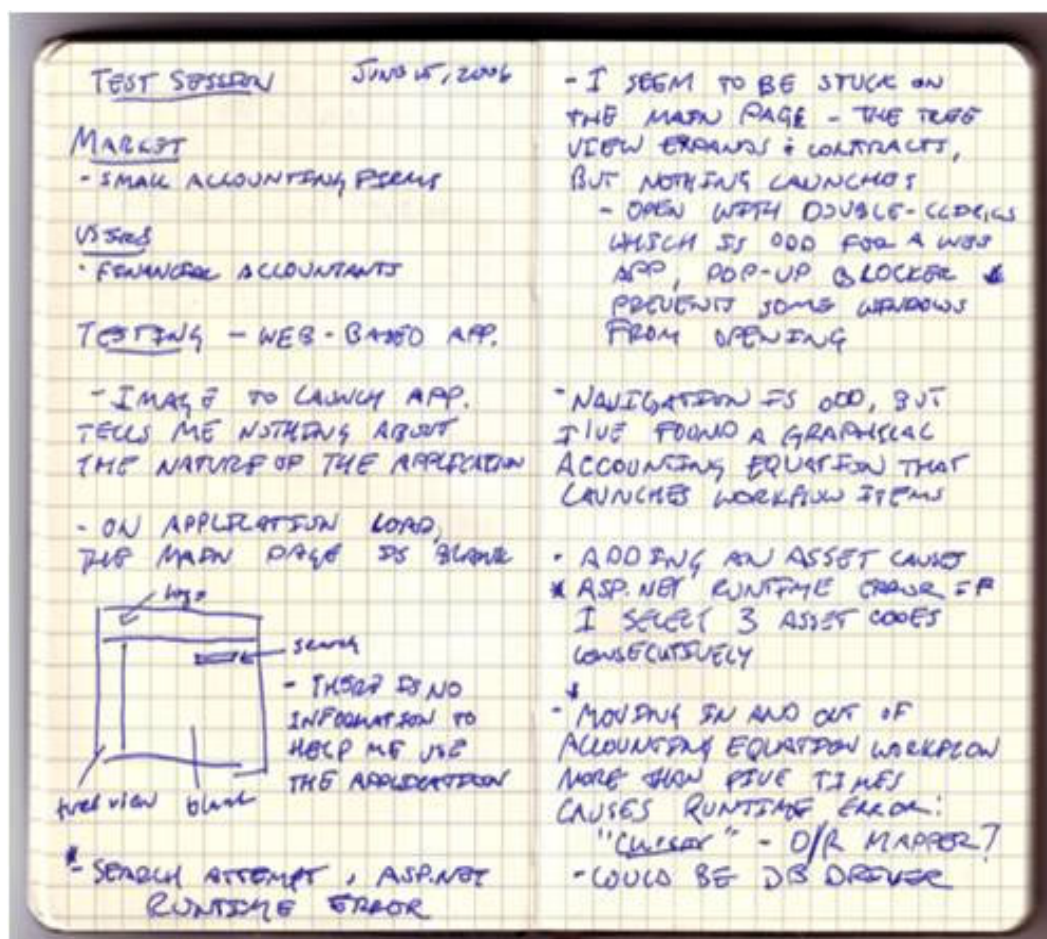 TEST SESSION JUNE 15, 2006
MARKET
- SMALL ACCOUNTING FIRMS
USERS
- FINANCIAL ACCOUNTANTS
TESTING - WEB-BASED APP.
- IMAGE TO LAUNCH APP.
TELLS ME NOTHING ABOUT
THE NATURE OF THE APPLICATION
- ON APPLICATION LOAD,
THE MAIN PAGE IS BLANK
logo
search
- THERE IS NO
INFORMATION TO
HELP ME USE
THE APPLICATION
tree view blank
* - SEARCH ATTEMPT, ASP.NET
RUNTIME ERROR
- I SEEM TO BE STUCK ON
THE MAIN PAGE - THE TREE
VIEW EXPANDS & CONTRACTS,
BUT NOTHING LAUNCHES
- OPEN WITH DOUBLE-CLICKS
WHICH IS ODD FOR A WEB
APP, POP-UP BLOCKER *
PREVENTS SOME WINDOWS
FROM OPENING
- NAVIGATION IS ODD, BUT
I'VE FOUND A GRAPHICAL
ACCOUNTING EQUATION THAT
LAUNCHES WORKFLOW ITEMS
- ADDING AN ASSET CAUSES
* ASP.NET RUNTIME ERROR IF
I SELECT 3 ASSET CODES
CONSECUTIVELY
* - MOVING IN AND OUT OF
ACCOUNTING EQUATION WORKFLOW
MORE THAN FIVE TIMES
CAUSES RUNTIME ERROR:
- O/R MAPPER?
- COULD BE DB DRIVER